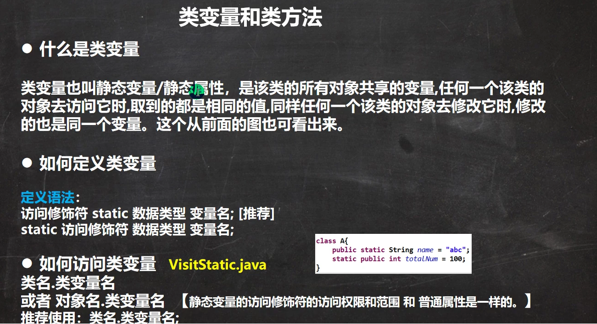 类变量和类方法
● 什么是类变量
类变量也叫静态变量/静态属性，是该类的所有对象共享的变量,任何一个该类的
对象去访问它时,取到的都是相同的值,同样任何一个该类的对象去修改它时,修改
的也是同一个变量。这个从前面的图也可看出来。
● 如何定义类变量
定义语法：
访问修饰符 static 数据类型 变量名; [推荐]
static 访问修饰符 数据类型 变量名;
class A{
public static String name = "abc";
static public int totalNum = 100;
}
● 如何访问类变量 VisitStatic.java
类名.类变量名
或者 对象名.类变量名 【静态变量的访问修饰符的访问权限和范围 和 普通属性是一样的。】
推荐使用：类名.类变量名;